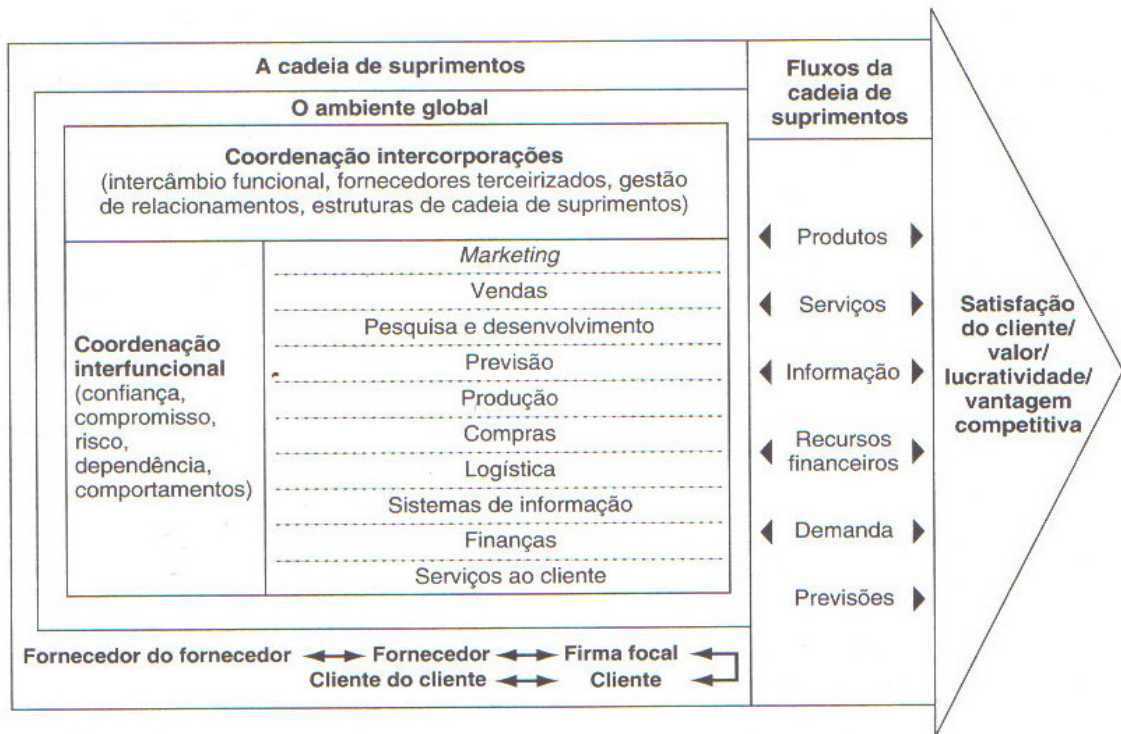 A cadeia de suprimentos
O ambiente global
Coordenação intercorporações
(intercâmbio funcional, fornecedores terceirizados, gestão
de relacionamentos, estruturas de cadeia de suprimentos)
Coordenação
interfuncional
(confiança,
compromisso,
risco,
dependência,
comportamentos)
Marketing
Vendas
Pesquisa e desenvolvimento
Previsão
Produção
Compras
Logística
Sistemas de informação
Finanças
Serviços ao cliente
Fornecedor do fornecedor Fornecedor Firma focal
Cliente do cliente Cliente
Fluxos da
cadeia de
suprimentos
Produtos
Serviços
Informação
Recursos
financeiros
Demanda
Previsões
Satisfação
do cliente/
valor/
lucratividade/
vantagem
competitiva